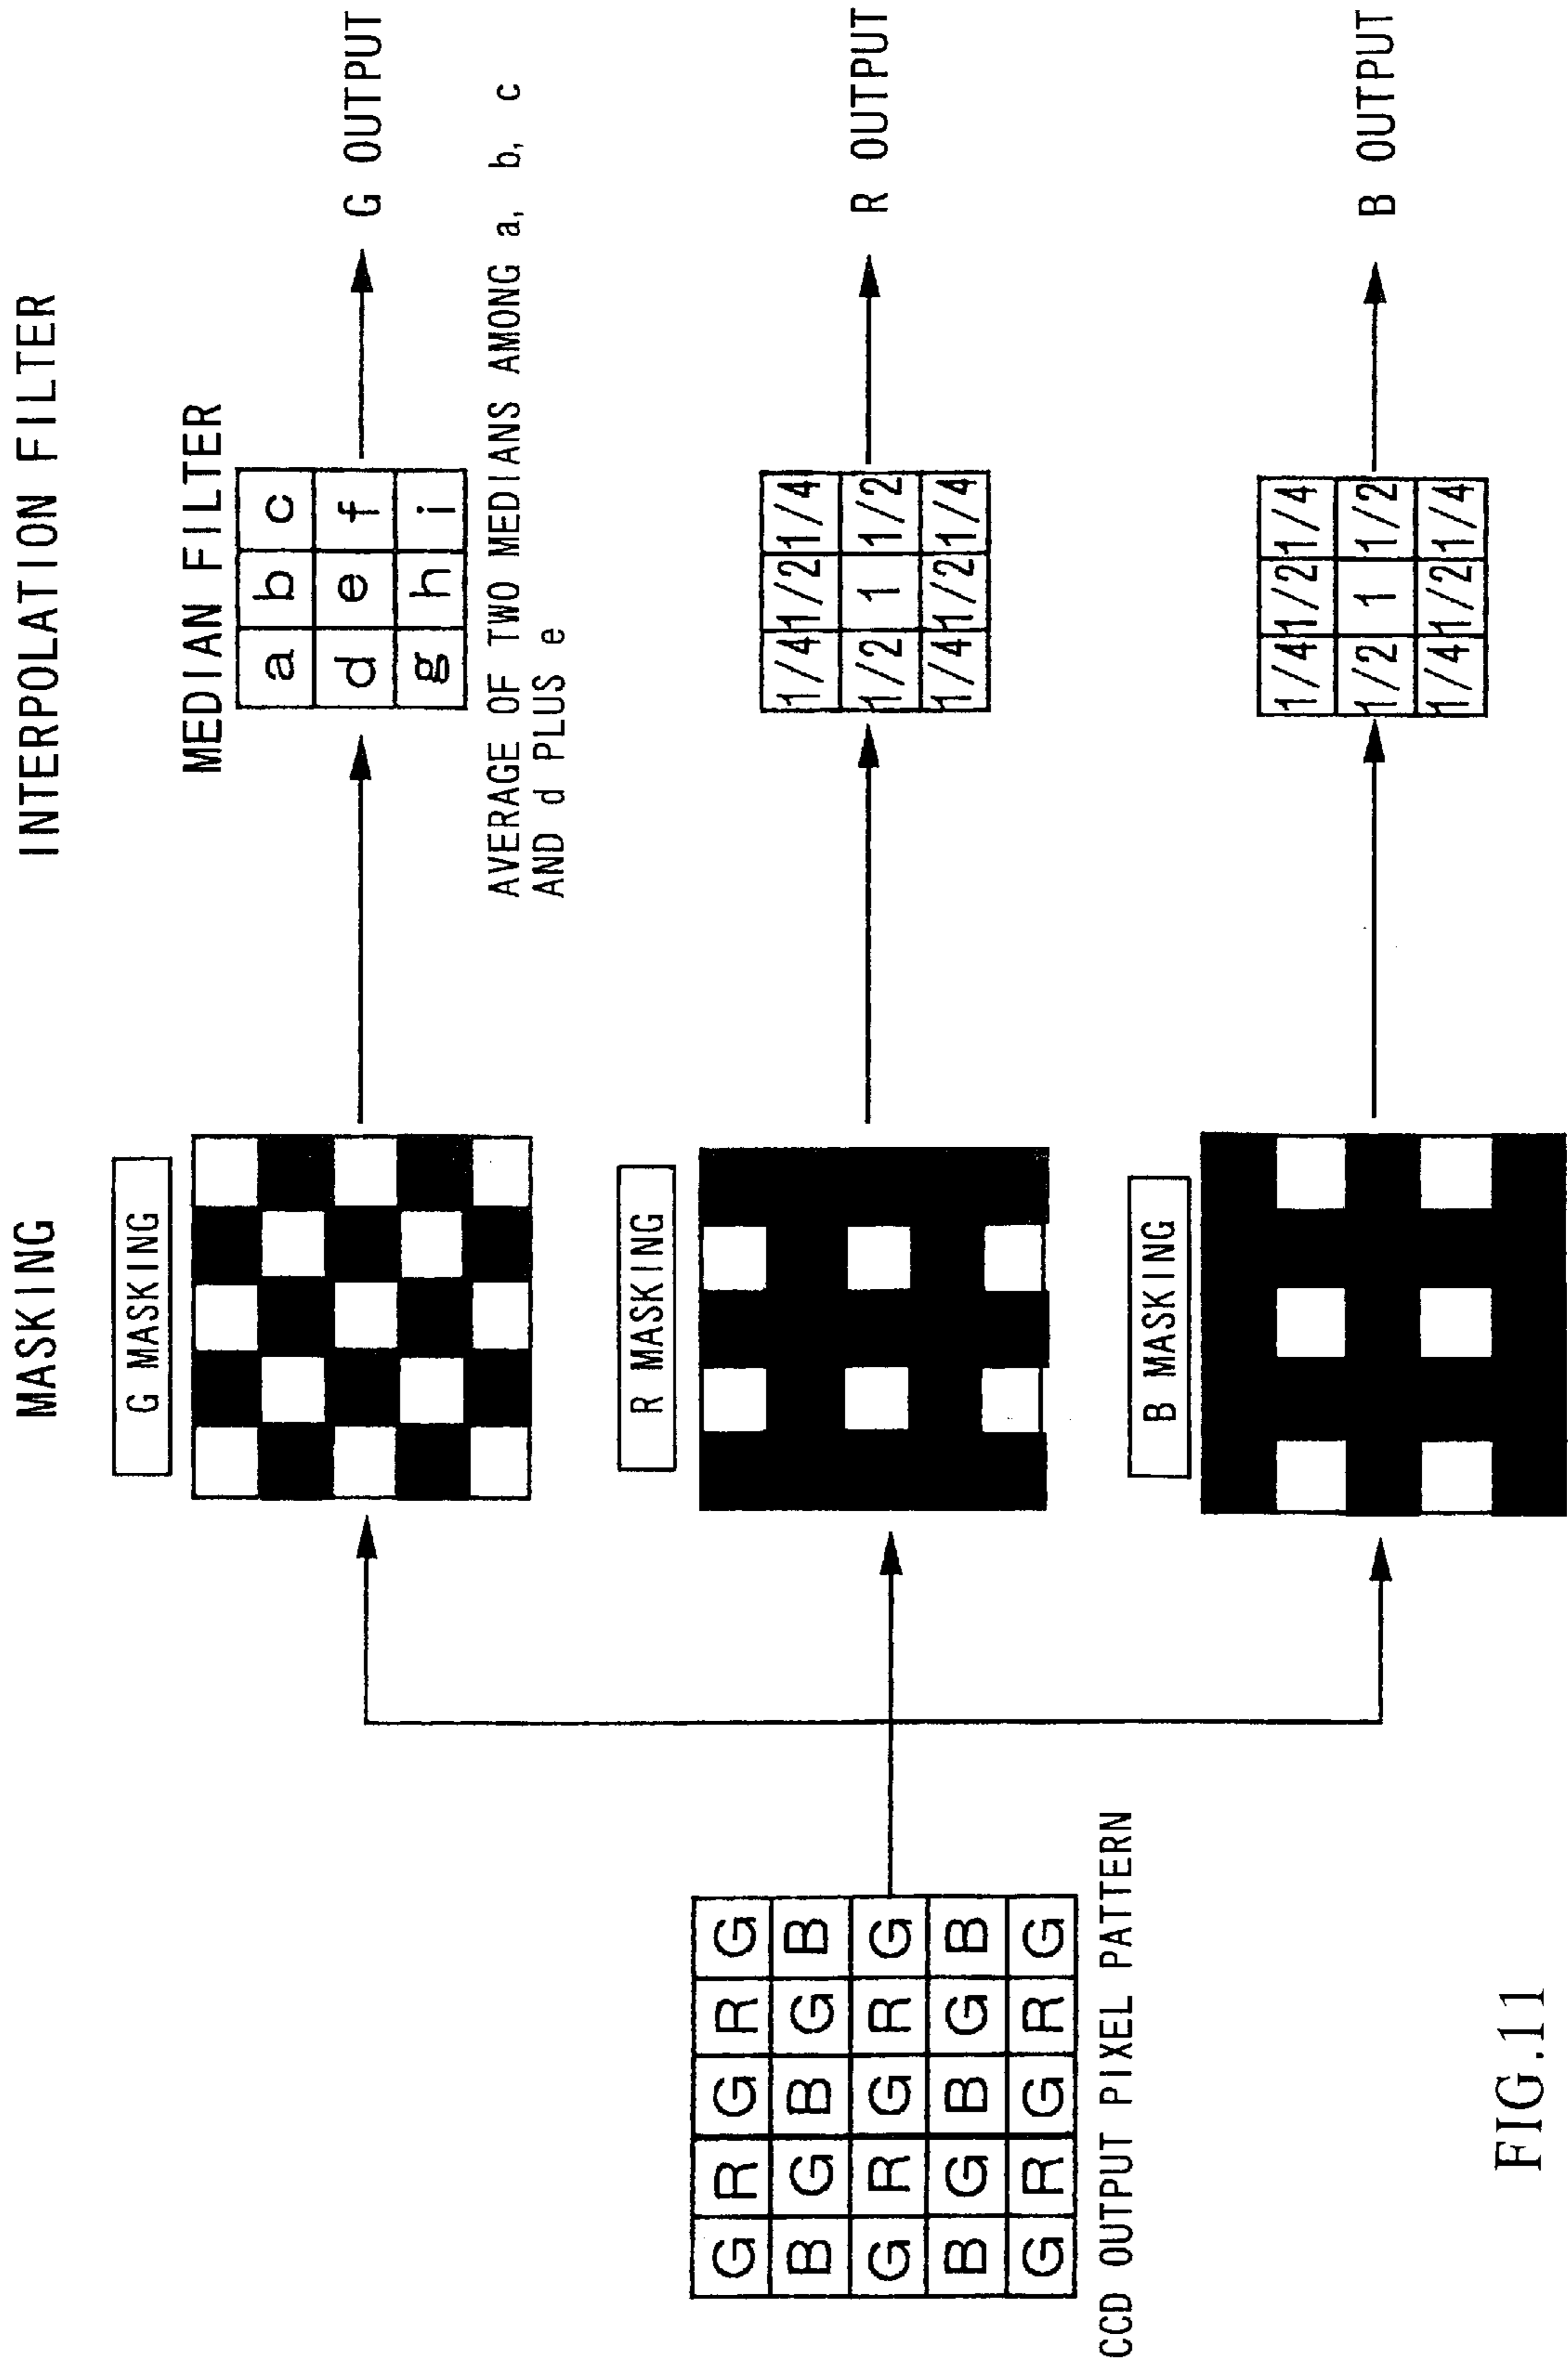 MASKING
INTERPOLATION FILTER
G MASKING
MEDIAN FILTER
a b c
d e f
g h i
G OUTPUT
AVERAGE OF TWO MEDIANS AMONG a, b, c
AND d PLUS e
G R G R G
B G B G B
G R G R G
B G B G B
G R G R G
CCD OUTPUT PIXEL PATTERN
R MASKING
1/4 1/2 1/4
1/2 1 1/2
1/4 1/2 1/4
R OUTPUT
B MASKING
1/4 1/2 1/4
1/2 1 1/2
1/4 1/2 1/4
B OUTPUT
FIG.11